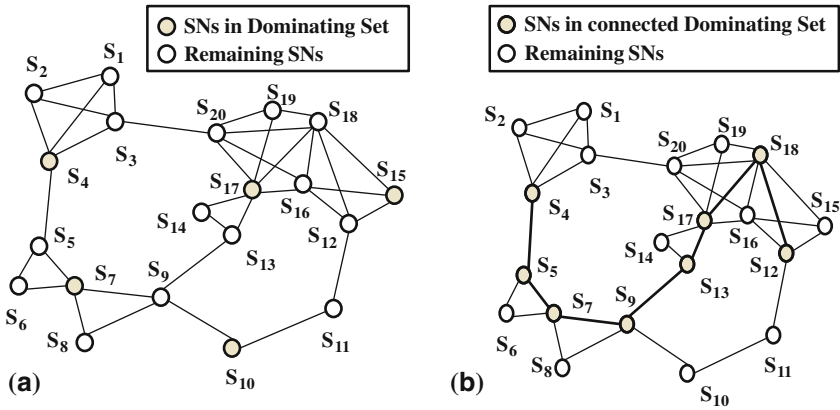 SNs in Dominating Set
Remaining SNs
S1
S2
S3
S4
S20
S19
S18
S17
S16
S15
S14
S13
S12
S5
S7
S9
S6
S8
S10
S11
(a)
SNs in connected Dominating Set
Remaining SNs
S1
S2
S3
S4
S20
S19
S18
S17
S16
S15
S14
S13
S12
S5
S7
S9
S6
S8
S10
S11
(b)